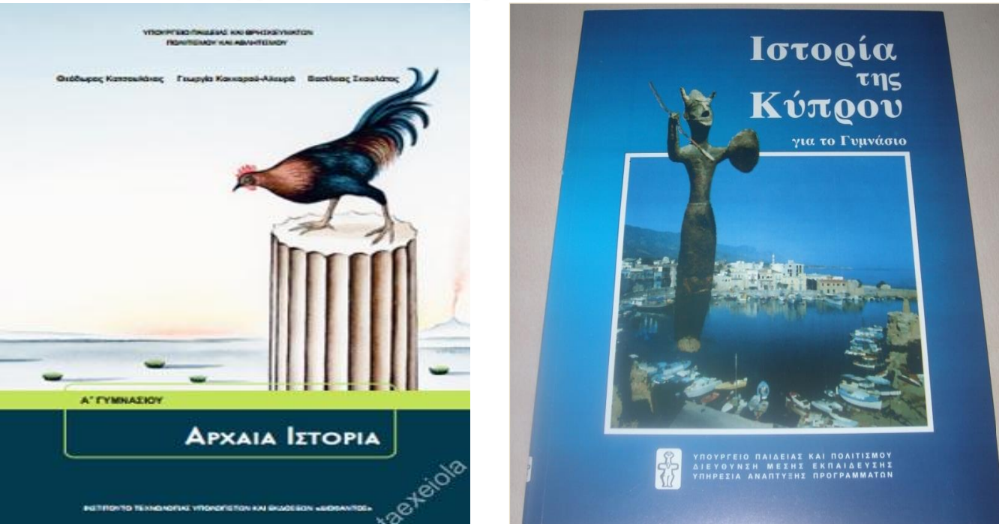 ΥΠΟΥΡΓΕΙΟ ΠΑΙΔΕΙΑΣ ΚΑΙ ΘΡΗΣΚΕΥΜΑΤΩΝ
ΠΟΛΙΤΙΣΜΟΥ ΚΑΙ ΑΘΛΗΤΙΣΜΟΥ
Θεόδωρος Κατσουλάκος Γεωργία Κοκκορού-Αλευρά Βασίλειος Σκουλάτος
Α΄ ΓΥΜΝΑΣΙΟΥ
ΑΡΧΑΙΑ ΙΣΤΟΡΙΑ
ΙΝΣΤΙΤΟΥΤΟ ΤΕΧΝΟΛΟΓΙΑΣ ΥΠΟΛΟΓΙΣΤΩΝ ΚΑΙ ΕΚΔΟΣΕΩΝ «ΔΙΟΦΑΝΤΟΣ»
taexeiola
Ιστορία
της
Κύπρου
για το Γυμνάσιο
ΥΠΟΥΡΓΕΙΟ ΠΑΙΔΕΙΑΣ ΚΑΙ ΠΟΛΙΤΙΣΜΟΥ
ΔΙΕΥΘΥΝΣΗ ΜΕΣΗΣ ΕΚΠΑΙΔΕΥΣΗΣ
ΥΠΗΡΕΣΙΑ ΑΝΑΠΤΥΞΗΣ ΠΡΟΓΡΑΜΜΑΤΩΝ